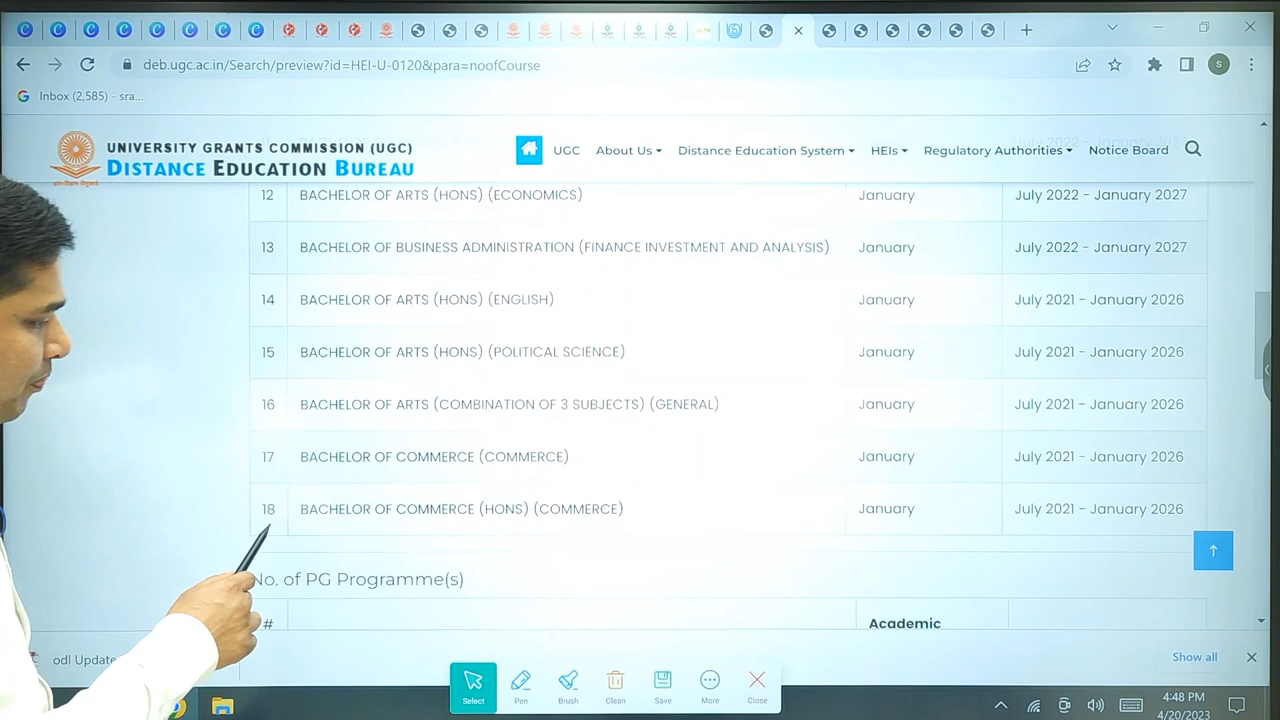 deb.ugc.ac.in/Search/preview?id=HEI-U-0120&para=noofCourse
S
Inbox (2,585) - sra...
UNIVERSITY GRANTS COMMISSION (UGC)
DISTANCE EDUCATION BUREAU
UGC About Us Distance Education System HEIs Regulatory Authorities Notice Board
12 BACHELOR OF ARTS (HONS) (ECONOMICS) January July 2022 - January 2027
13 BACHELOR OF BUSINESS ADMINISTRATION (FINANCE INVESTMENT AND ANALYSIS) January July 2022 - January 2027
14 BACHELOR OF ARTS (HONS) (ENGLISH) January July 2021 - January 2026
15 BACHELOR OF ARTS (HONS) (POLITICAL SCIENCE) January July 2021 - January 2026
16 BACHELOR OF ARTS (COMBINATION OF 3 SUBJECTS) (GENERAL) January July 2021 - January 2026
17 BACHELOR OF COMMERCE (COMMERCE) January July 2021 - January 2026
18 BACHELOR OF COMMERCE (HONS) (COMMERCE) January July 2021 - January 2026
No. of PG Programme(s)
# Academic
odl Update Show all
Select Pen Brush Clean Save More Close
4:48 PM
4/20/2023